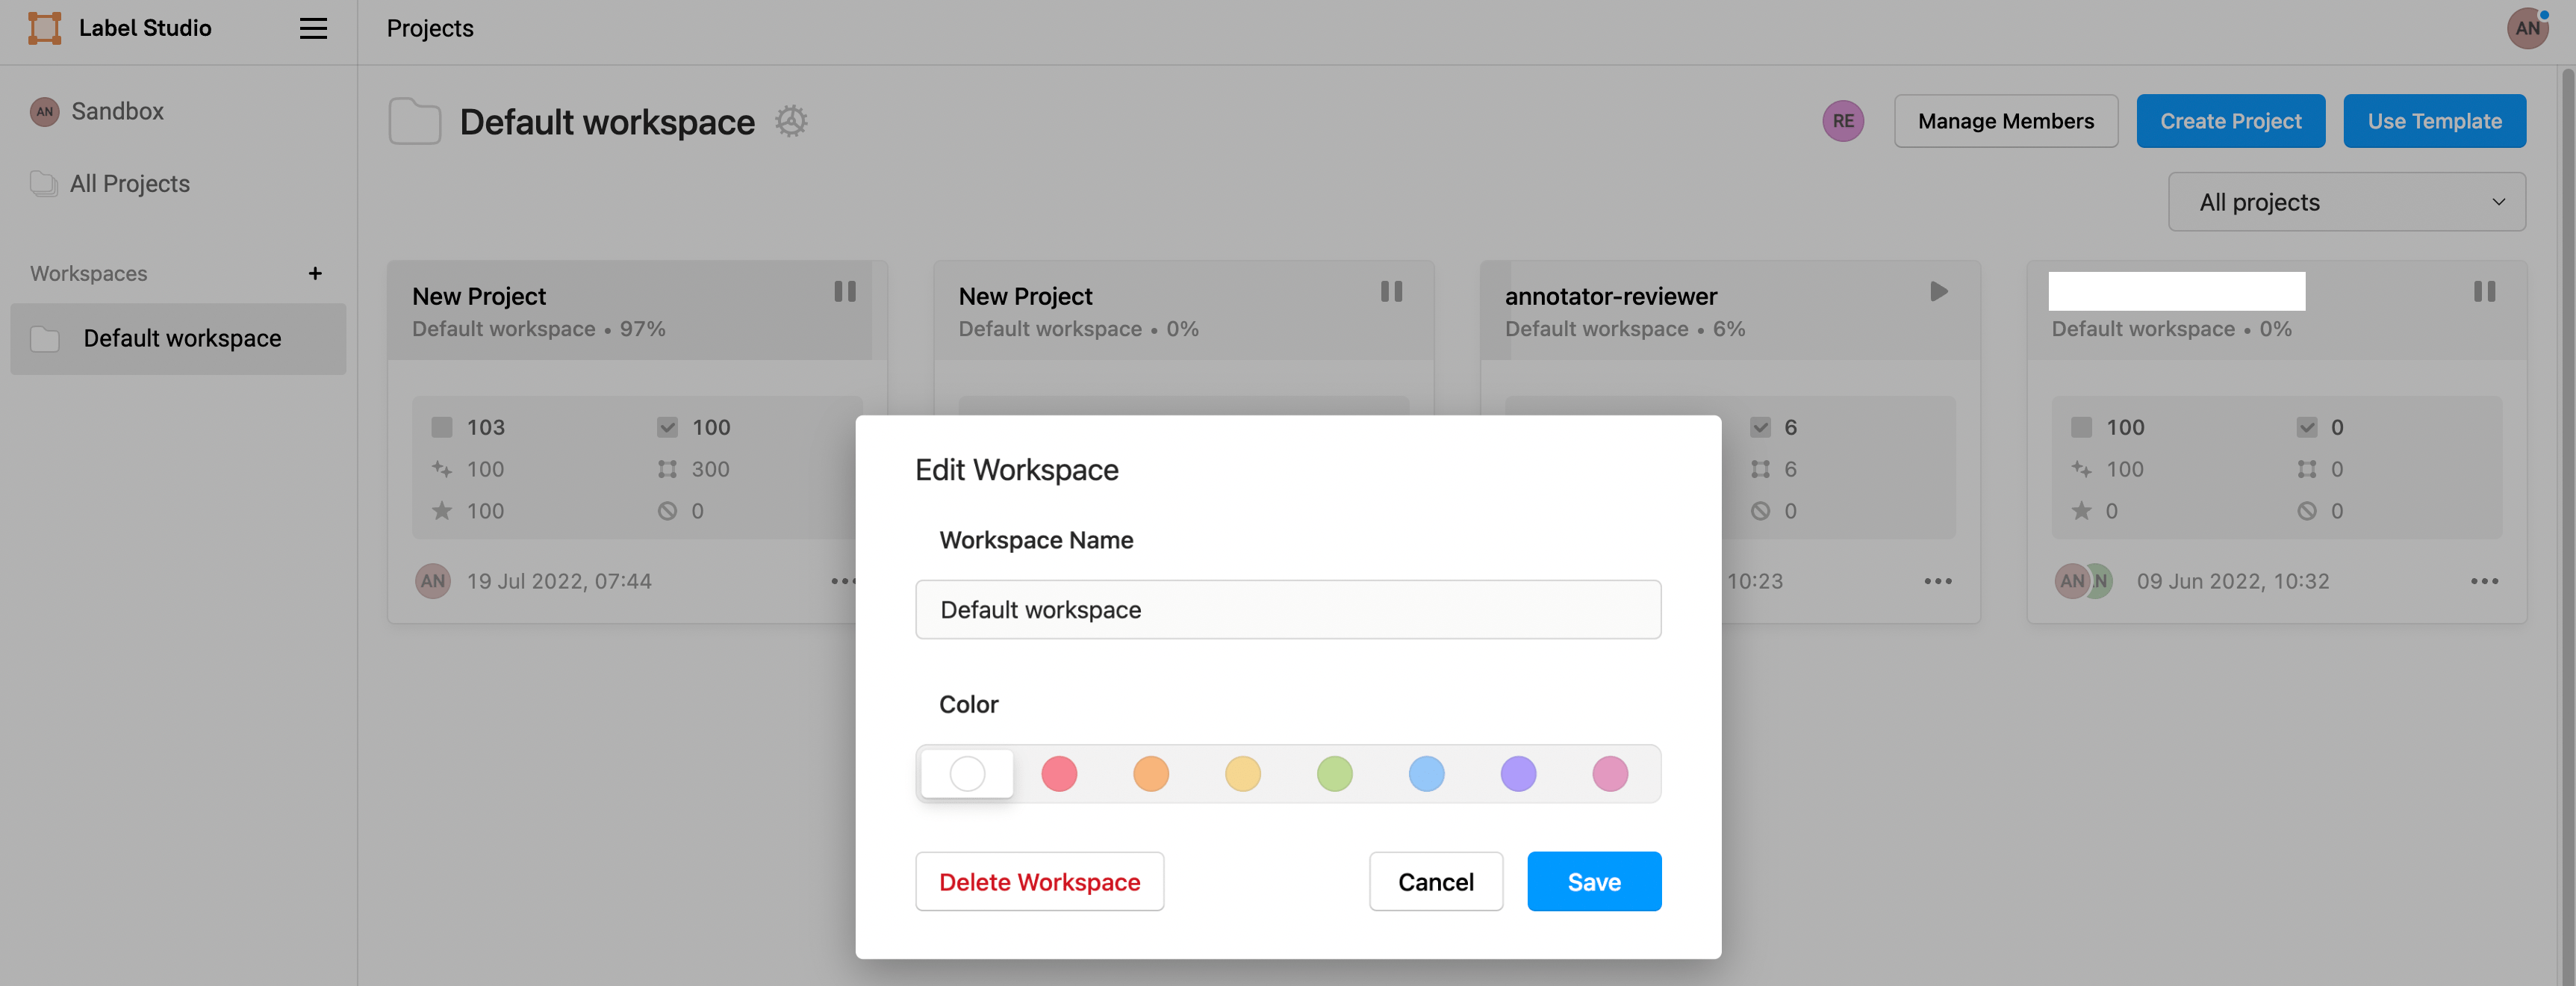 Label Studio
Projects
AN
AN Sandbox
All Projects
Workspaces +
Default workspace
Default workspace
RE
Manage Members
Create Project
Use Template
All projects
New Project
Default workspace • 97%
103
100
100
300
100
0
AN 19 Jul 2022, 07:44
New Project
Default workspace • 0%
annotator-reviewer
Default workspace • 6%
6
6
0
10:23
Default workspace • 0%
100
0
100
0
0
0
AN 09 Jun 2022, 10:32
Edit Workspace
Workspace Name
Default workspace
Color
Delete Workspace
Cancel
Save